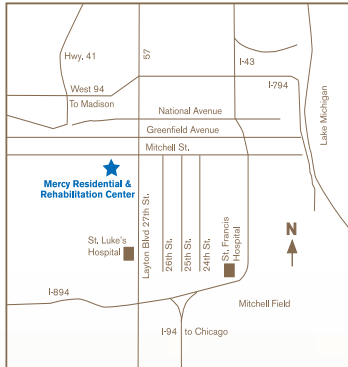 Hwy. 41
57
I-43
West 94
To Madison
I-794
Lake Michigan
National Avenue
Greenfield Avenue
Mitchell St.
Mercy Residential &
Rehabilitation Center
Layton Blvd 27th St.
26th St.
25th St.
24th St.
St. Francis
Hospital
St. Luke's
Hospital
N
I-894
Mitchell Field
I-94 to Chicago